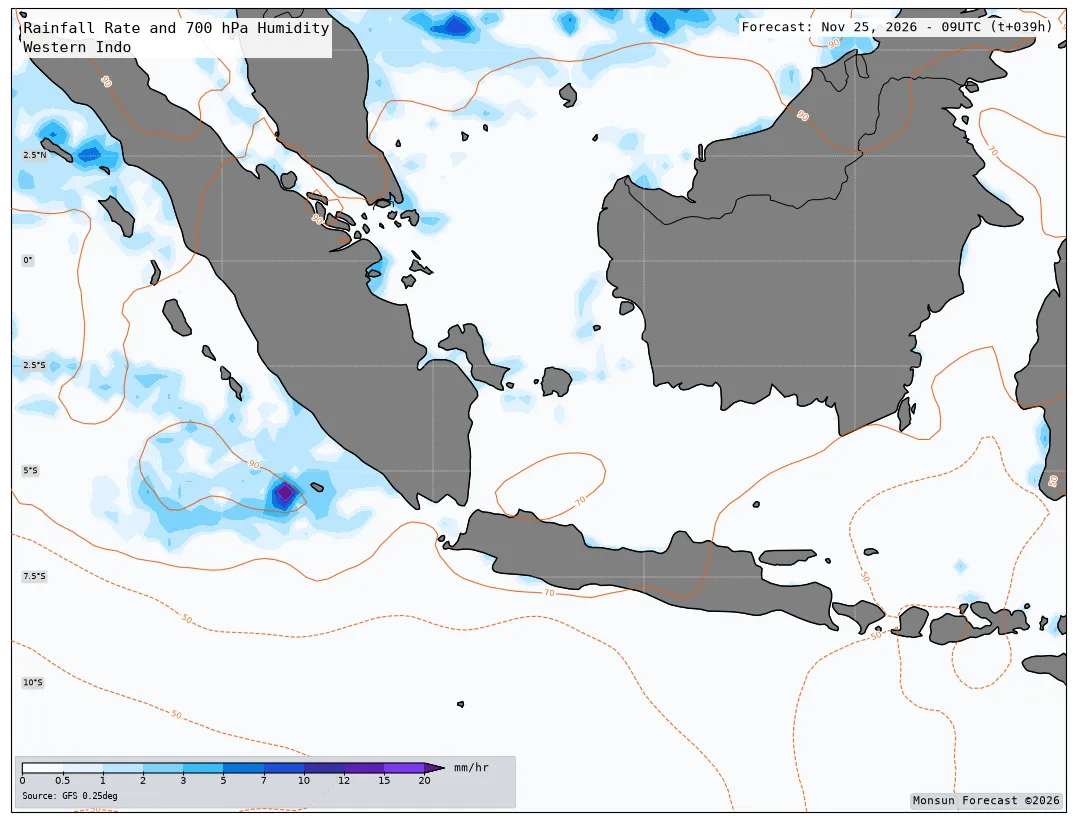 Rainfall Rate and 700 hPa Humidity
Western Indo
Forecast: Nov 25, 2026 - 09UTC (t+039h)
90
90
90
70
2.5°N
90
0°
2.5°S
90
5°S
70
50
50
7.5°S
70
50
50
10°S
50
0 0.5 1 2 3 5 7 10 12 15 20 mm/hr
Source: GFS 0.25deg
50
Monsun Forecast ©2026